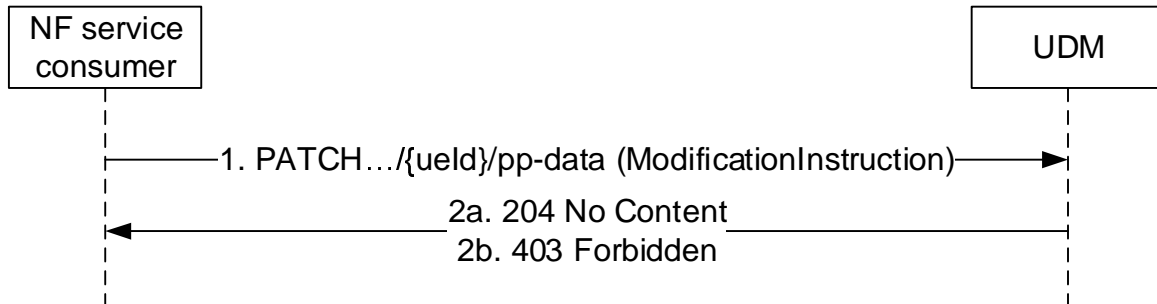 NF service
consumer
UDM
1. PATCH…/{ueId}/pp-data (ModificationInstruction)
2a. 204 No Content
2b. 403 Forbidden